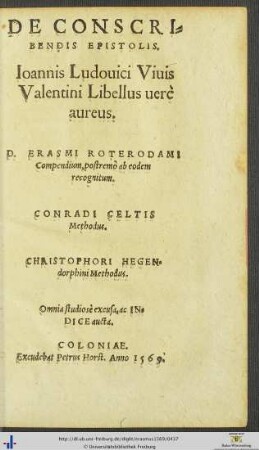 DE CONSCRI-
BENDIS EPISTOLIS.
Ioannis Ludouici Viuis
Valentini Libellus uerè
aureus.
D. ERASMI ROTERODAMI
Compendium, postremò ab eodem
recognitum.
CONRADI CELTIS
Methodus.
CHRISTOPHORI HEGEN-
dorphini Methodus.
Omnia studiosè excusa, ac IN-
DICE aucta.
COLONIAE.
Excudebat Petrus Horst. Anno 1569.
© Universitätsbibliothek Freiburg